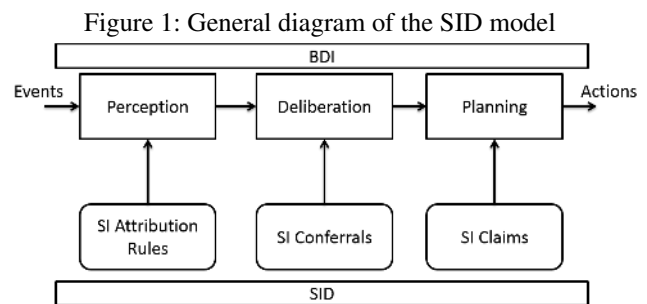 Figure 1: General diagram of the SID model
BDI
Events
Perception
Deliberation
Planning
Actions
SI Attribution
Rules
SI Conferrals
SI Claims
SID